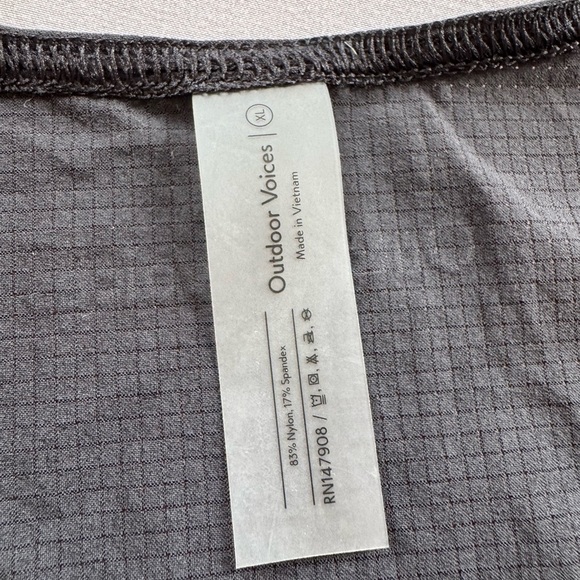 Outdoor Voices | XL
Made in Vietnam
83% Nylon, 17% Spandex
RN147908 /